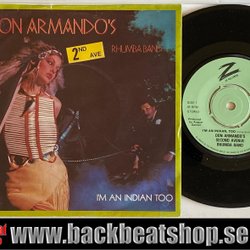 ON ARMANDO'S
2ND AVE
RHUMBA BAND
I'M AN INDIAN TOO
Z
I'M AN INDIAN, TOO
DON ARMANDO'S
SECOND AVENUE
RHUMBA BAND
www.backbeatshop.se